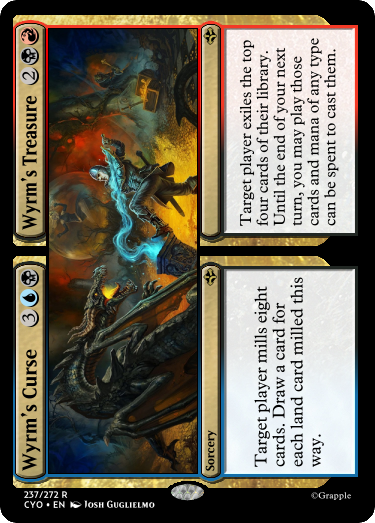 Wyrm's Curse 3
Sorcery
Target player mills eight
cards. Draw a card for
each land card milled this
way.
Wyrm's Treasure 2
Target player exiles the top
four cards of their library.
Until the end of your next
turn, you may play those
cards and mana of any type
can be spent to cast them.
237/272 R
CYO • EN Josh Guglielmo
©Grapple